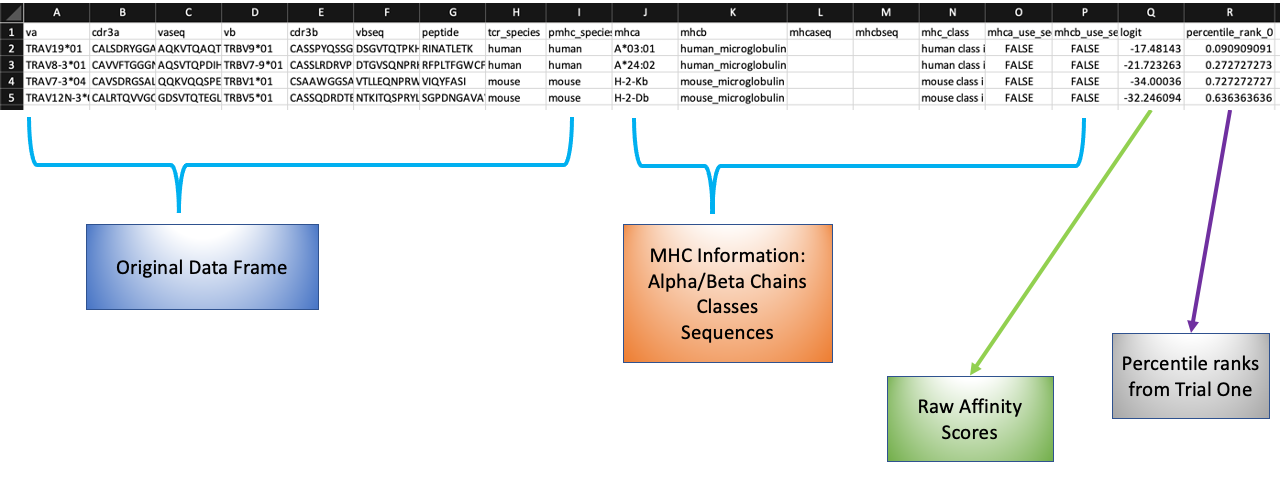 A B C D E F G H I J K L M N O P Q R
1 va cdr3a vaseq vb cdr3b vbseq peptide tcr_species pmhc_species mhca mhcb mhcaseq mhcbseq mhc_class mhca_use_se mhcb_use_se logit percentile_rank_0
2 TRAV19*01 CALSDRYGGA AQKVTQAQT TRBV9*01 CASSPYQSSG DSGVTQTPKH RINATLETK human human A*03:01 human_microglobulin human class i FALSE FALSE -17.48143 0.090909091
3 TRAV8-3*01 CAVVFTGGGN AQSVTQPDIH TRBV7-9*01 CASSLRDRVP DTGVSQNPRH RFPLTFGWCF human human A*24:02 human_microglobulin human class i FALSE FALSE -21.723263 0.272727273
4 TRAV7-3*04 CAVSDRGSAL QQKVQQSPE TRBV1*01 CSAAWGGSA VTLLEQNPRW VIQYFASI mouse mouse H-2-Kb mouse_microglobulin mouse class i FALSE FALSE -34.00036 0.727272727
5 TRAV12N-3*0 CALRTQVVGQ GDSVTQTEGL TRBV5*01 CASSQDRDTE NTKITQSPRYL SGPDNGAVA mouse mouse H-2-Db mouse_microglobulin mouse class i FALSE FALSE -32.246094 0.636363636
Original Data Frame
MHC Information:
Alpha/Beta Chains
Classes
Sequences
Raw Affinity
Scores
Percentile ranks
from Trial One